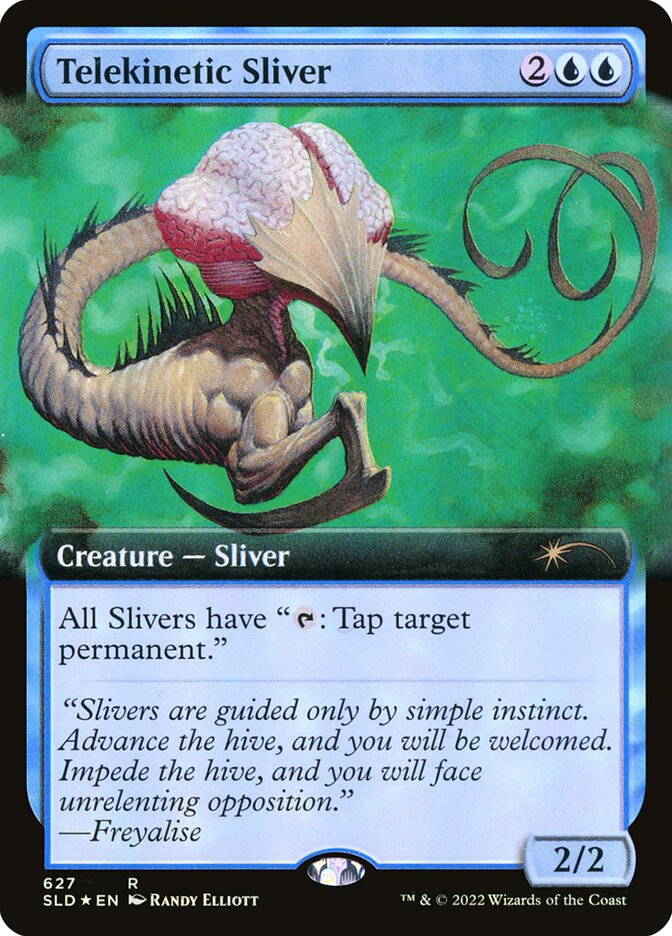 Telekinetic Sliver 2
Creature — Sliver
All Slivers have “: Tap target
permanent.”
“Slivers are guided only by simple instinct.
Advance the hive, and you will be welcomed.
Impede the hive, and you will face
unrelenting opposition.”
—Freyalise
2/2
627 R
SLD ★ EN RANDY ELLIOTT
™ & © 2022 Wizards of the Coast